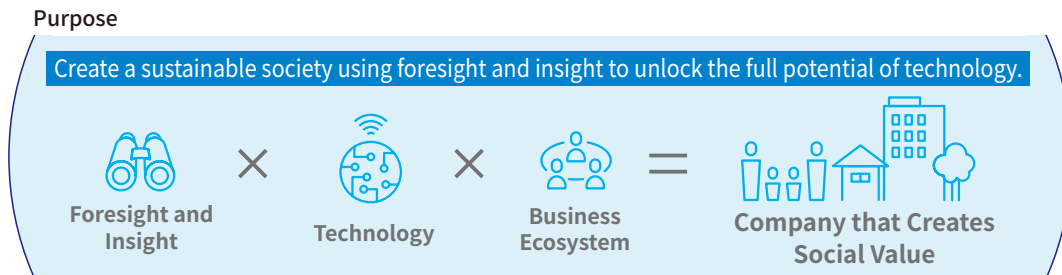 Purpose
Create a sustainable society using foresight and insight to unlock the full potential of technology.
× × =
Foresight and
Insight
Technology
Business
Ecosystem
Company that Creates
Social Value